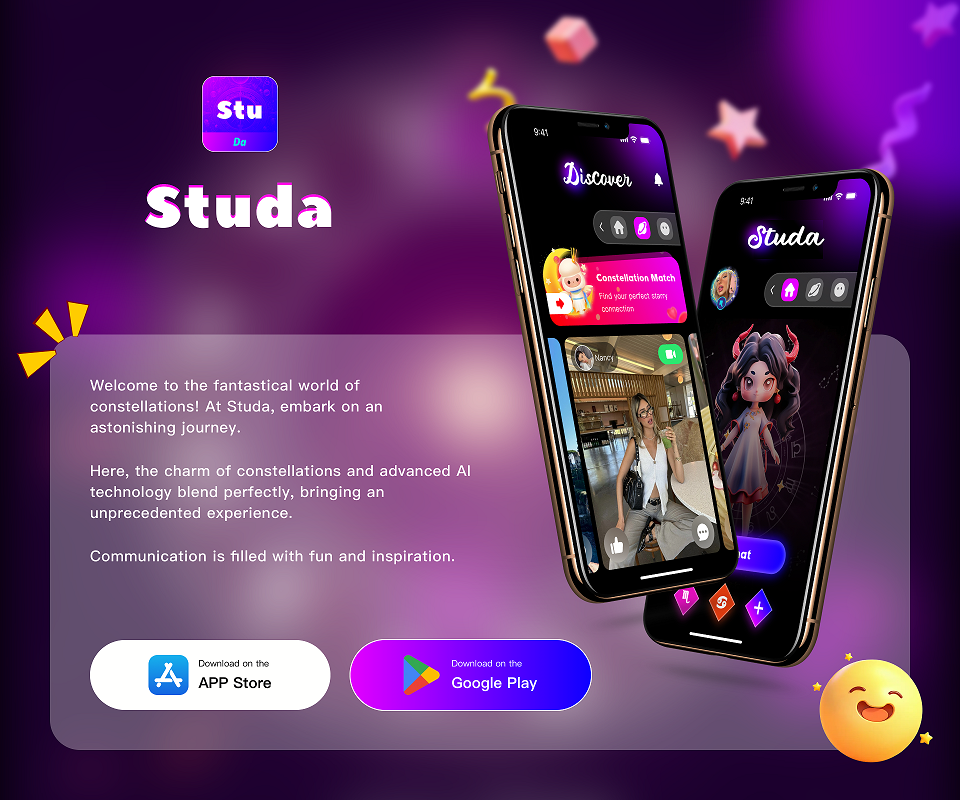 Stu
Da
Studa
Welcome to the fantastical world of
constellations! At Studa, embark on an
astonishing journey.
Here, the charm of constellations and advanced AI
technology blend perfectly, bringing an
unprecedented experience.
Communication is filled with fun and inspiration.
Download on the
APP Store
Download on the
Google Play
9:41
Discover
Constellation Match
Find your perfect starry
connection
Nancy
9:41
Studa
hat